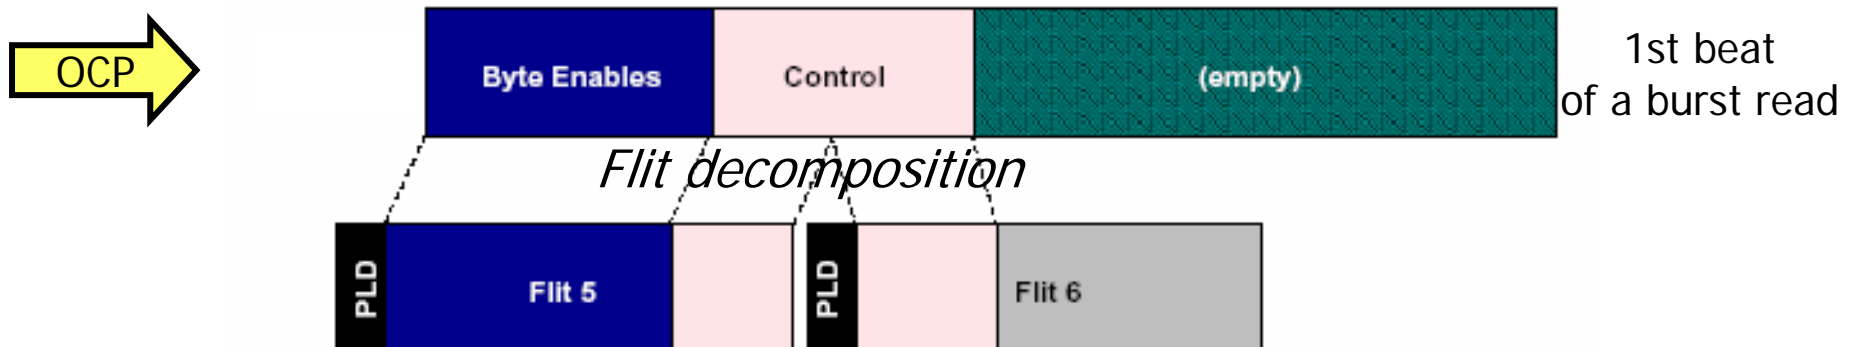 OCP
Byte Enables
Control
(empty)
1st beat
of a burst read
Flit decomposition
PLD
Flit 5
PLD
Flit 6